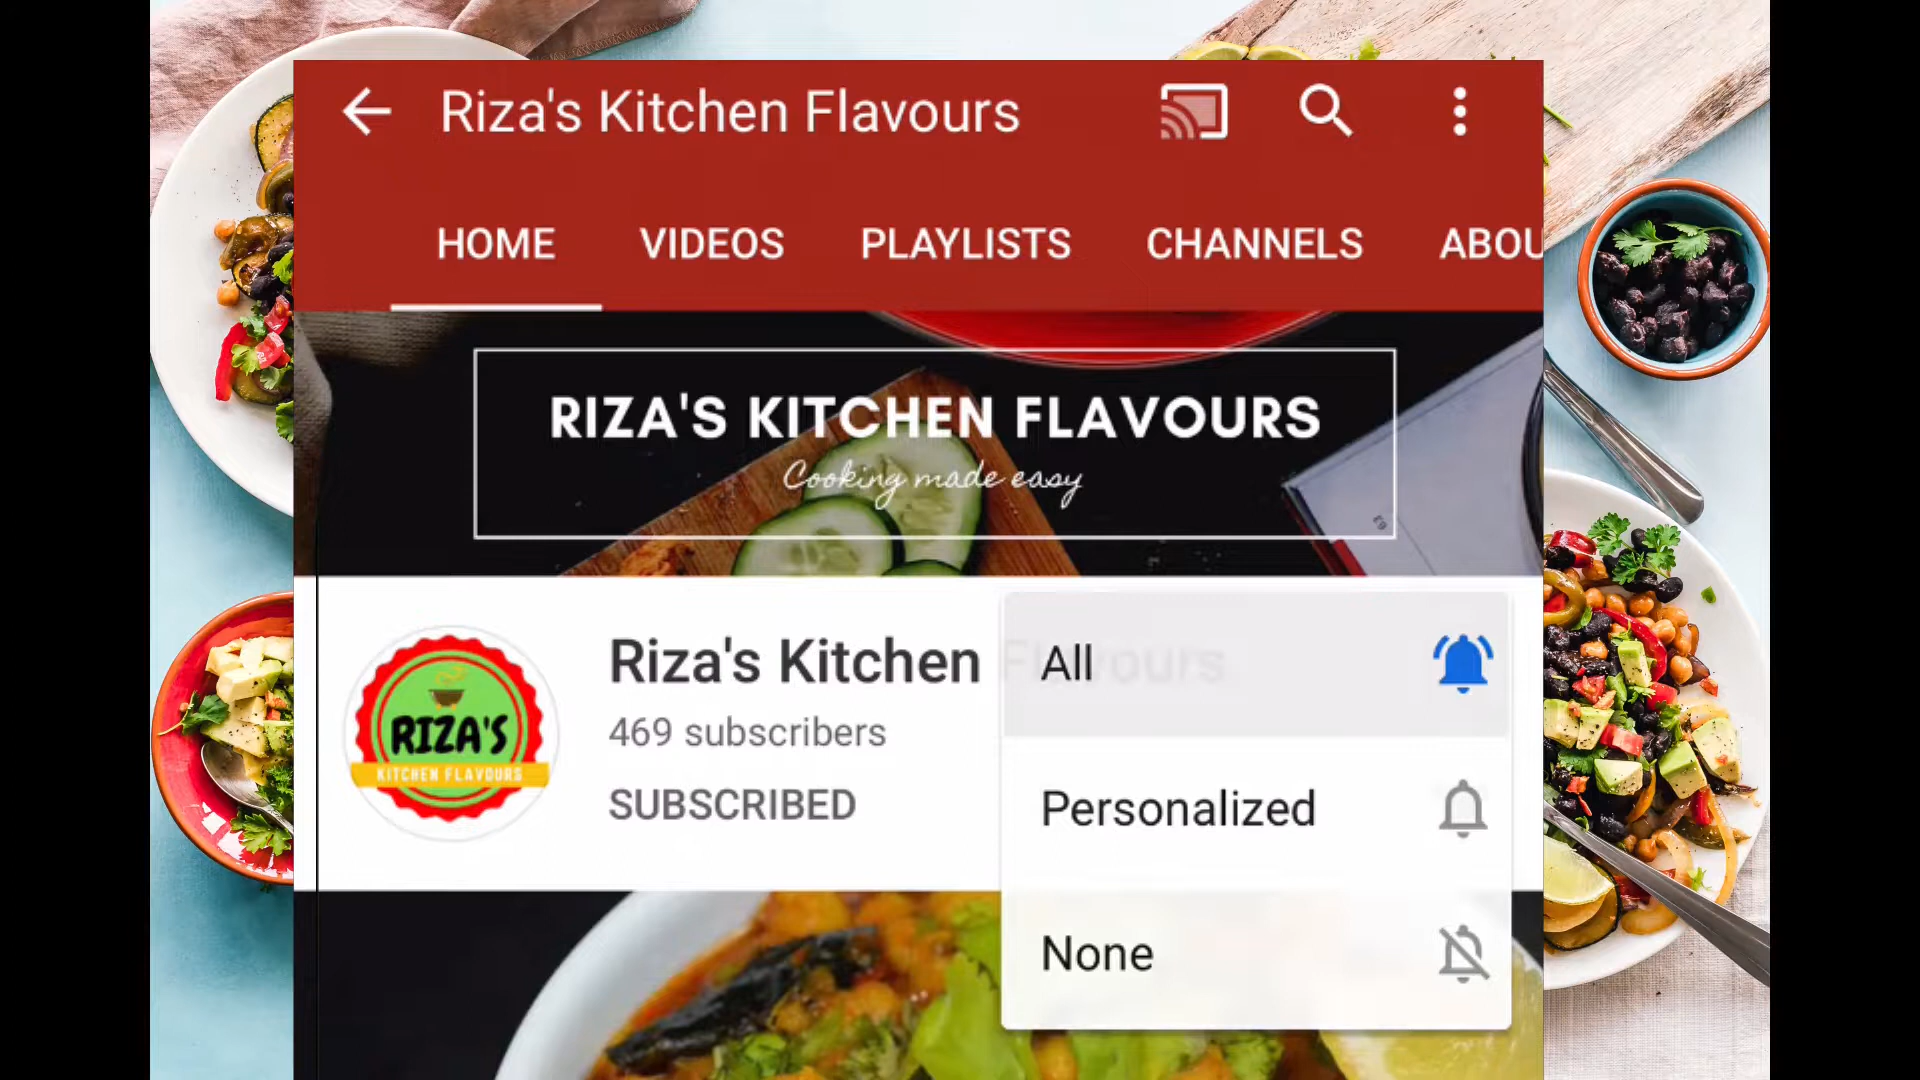 Riza's Kitchen Flavours
HOME VIDEOS PLAYLISTS CHANNELS ABOU
RIZA'S KITCHEN FLAVOURS
Cooking made easy
RIZA'S
KITCHEN FLAVOURS
Riza's Kitchen Flavours
469 subscribers
SUBSCRIBED
All
Personalized
None